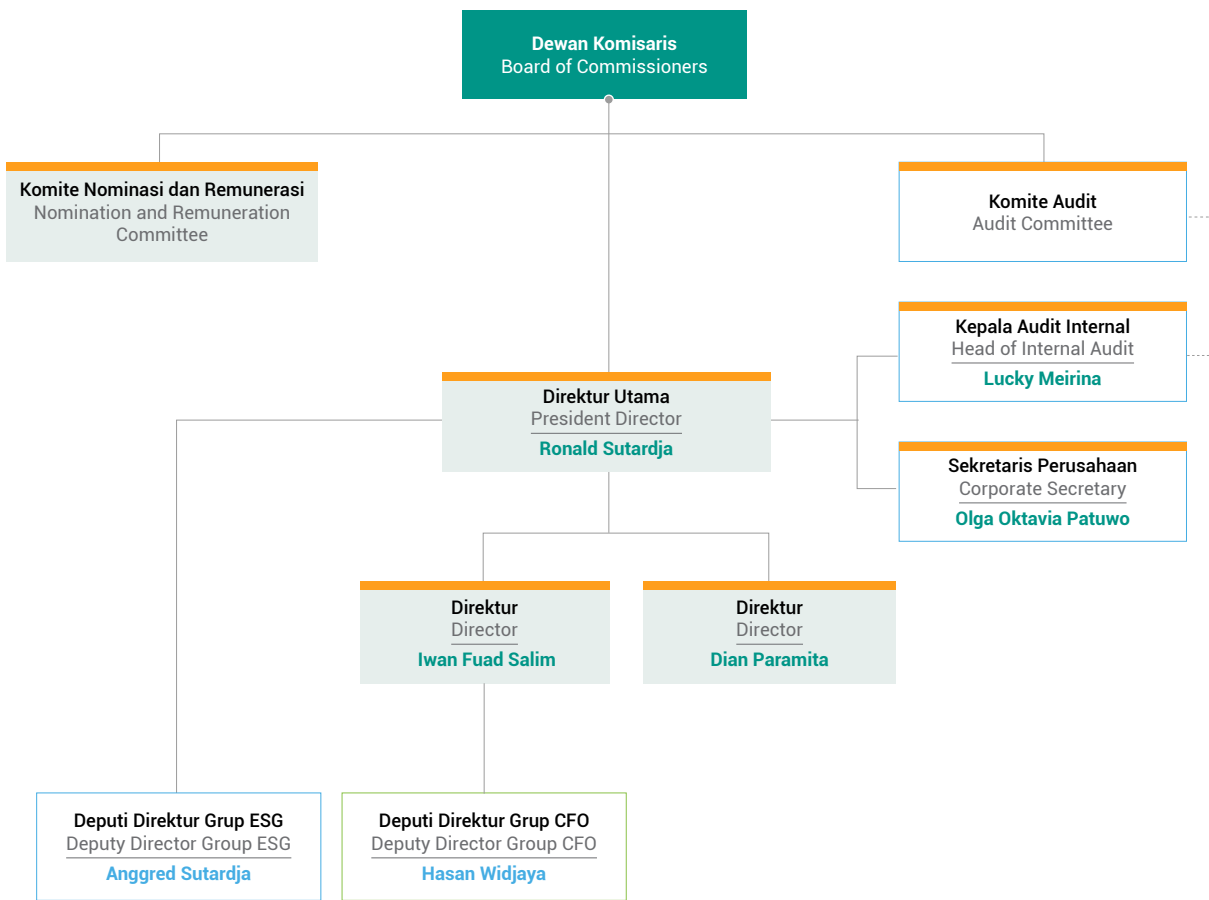 Dewan Komisaris
Board of Commissioners
Komite Nominasi dan Remunerasi
Nomination and Remuneration
Committee
Komite Audit
Audit Committee
Kepala Audit Internal
Head of Internal Audit
Lucky Meirina
Direktur Utama
President Director
Ronald Sutardja
Sekretaris Perusahaan
Corporate Secretary
Olga Oktavia Patuwo
Direktur
Director
Iwan Fuad Salim
Direktur
Director
Dian Paramita
Deputi Direktur Grup ESG
Deputy Director Group ESG
Anggred Sutardja
Deputi Direktur Grup CFO
Deputy Director Group CFO
Hasan Widjaya